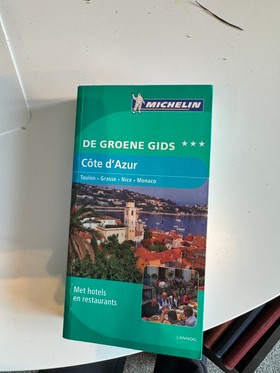 MICHELIN
DE GROENE GIDS ★★★
Côte d'Azur
Toulon - Grasse - Nice - Monaco
Met hotels
en restaurants
LANNOO